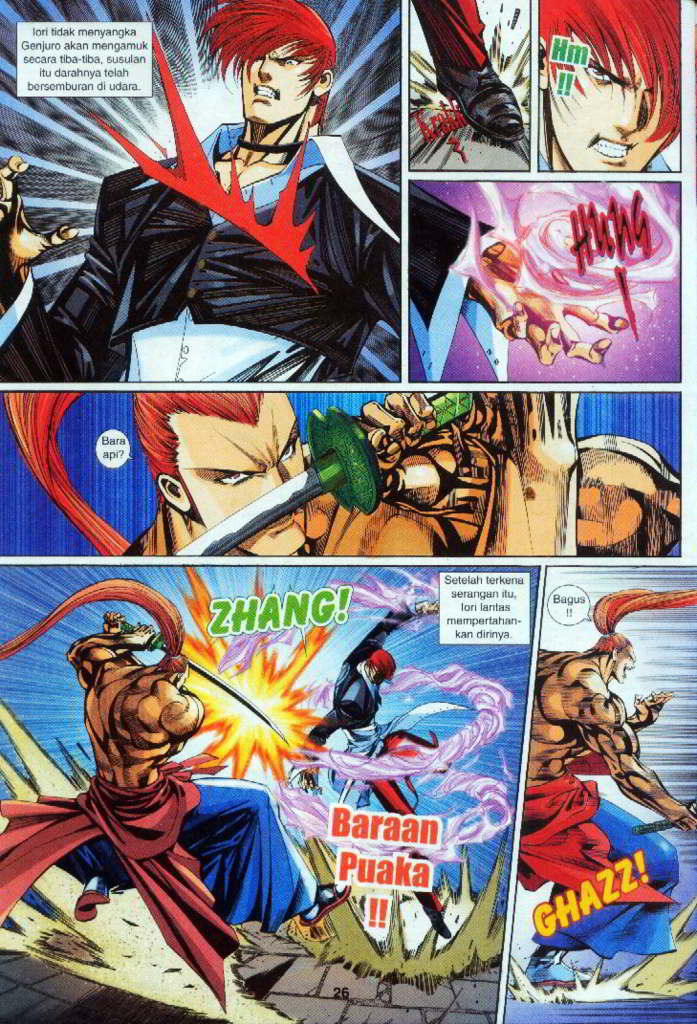 Iori tidak menyangka
Genjuro akan mengamuk
secara tiba-tiba, susulan
itu darahnya telah
bersemburan di udara.
Hm
!!
HUNG
!
Bara
api?
ZHANG!
Setelah terkena
serangan itu,
Iori lantas
mempertahan-
kan dirinya.
Baraan
Puaka
!!
Bagus
!!
GHAZZ!
26